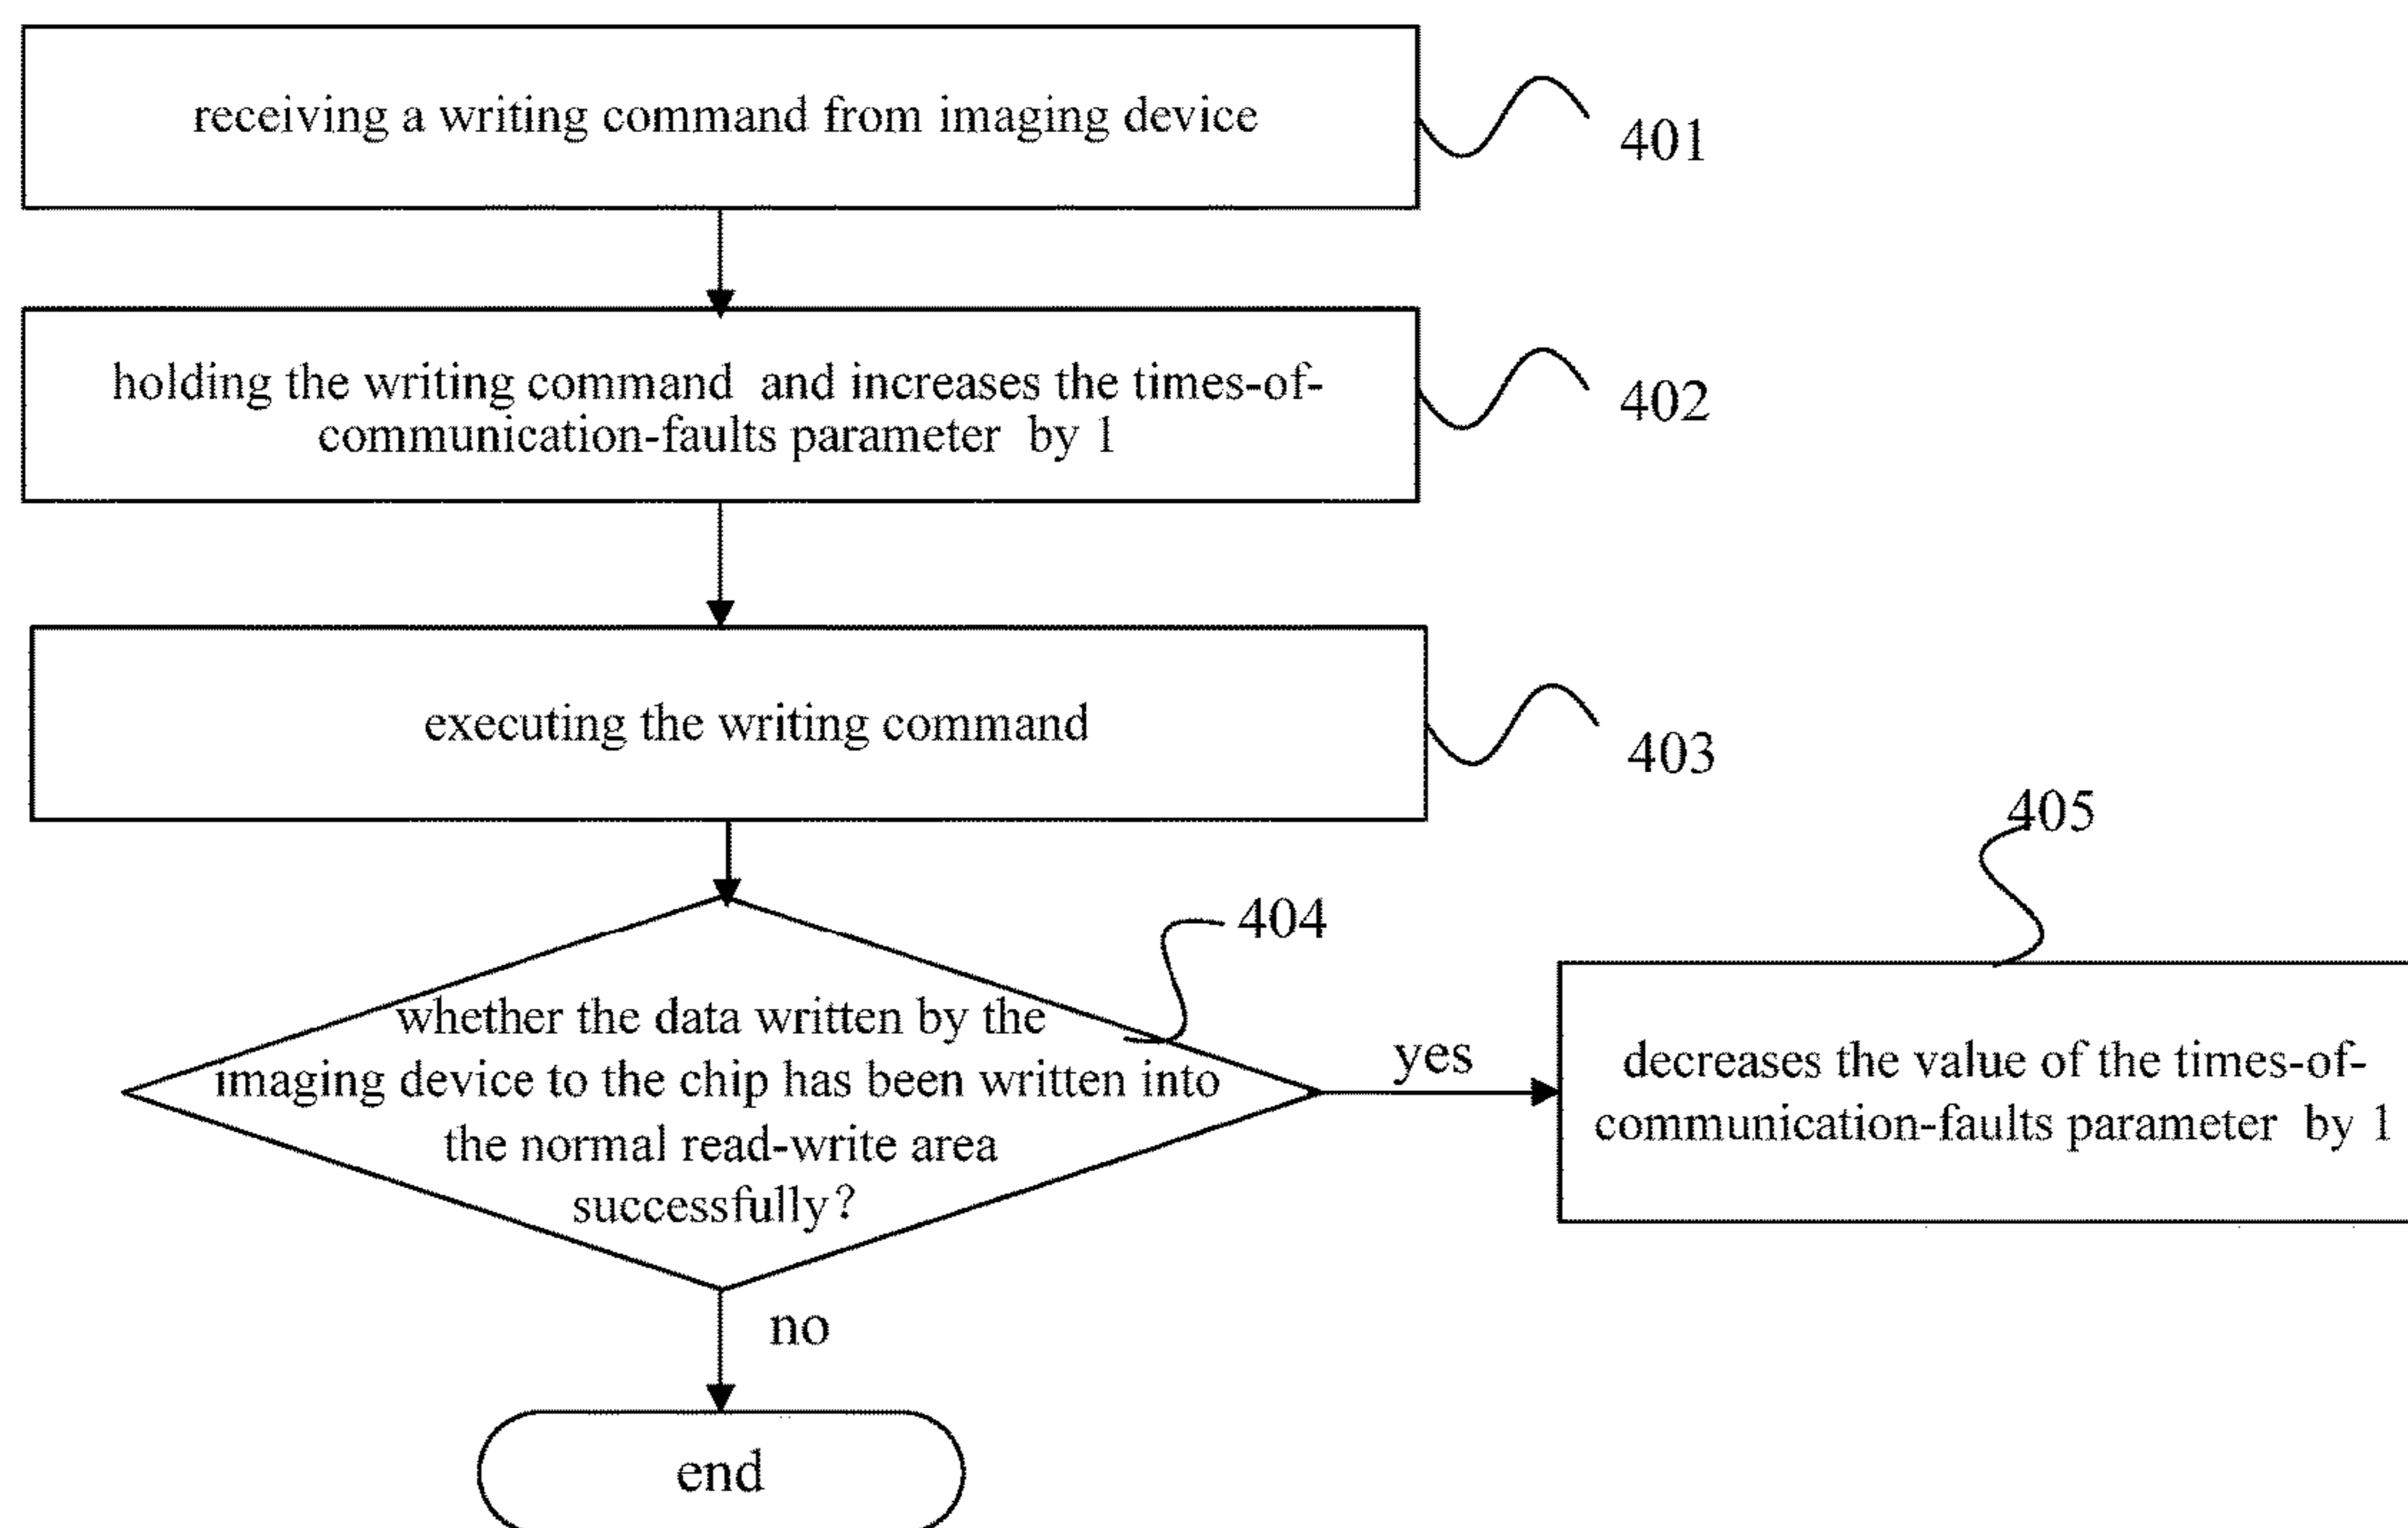 receiving a writing command from imaging device
401
holding the writing command and increases the times-of-
communication-faults parameter by 1
402
executing the writing command
403
404
whether the data written by the
imaging device to the chip has been written into
the normal read-write area
successfully?
yes
405
decreases the value of the times-of-
communication-faults parameter by 1
no
end